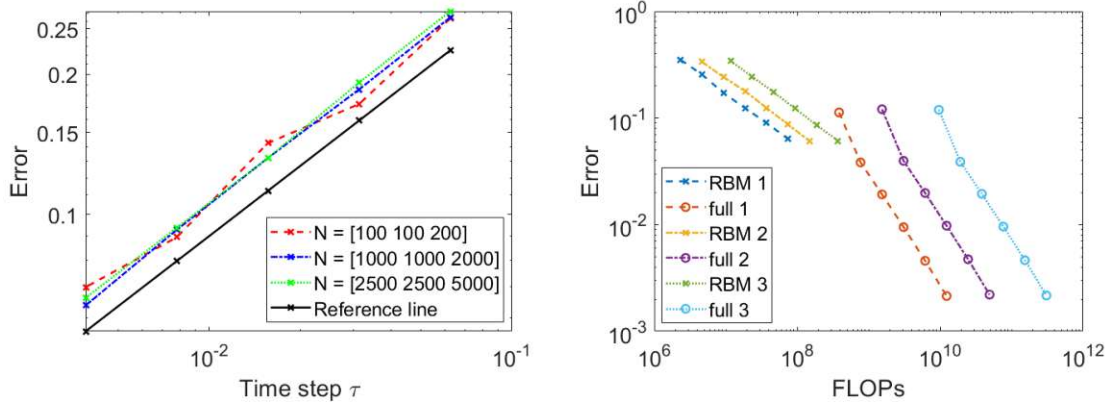 0.25
0.2
0.15
0.1
Error
10^-2
10^-1
Time step τ
N = [100 100 200]
N = [1000 1000 2000]
N = [2500 2500 5000]
Reference line
10^0
10^-1
10^-2
10^-3
Error
10^6
10^8
10^10
10^12
FLOPs
RBM 1
full 1
RBM 2
full 2
RBM 3
full 3